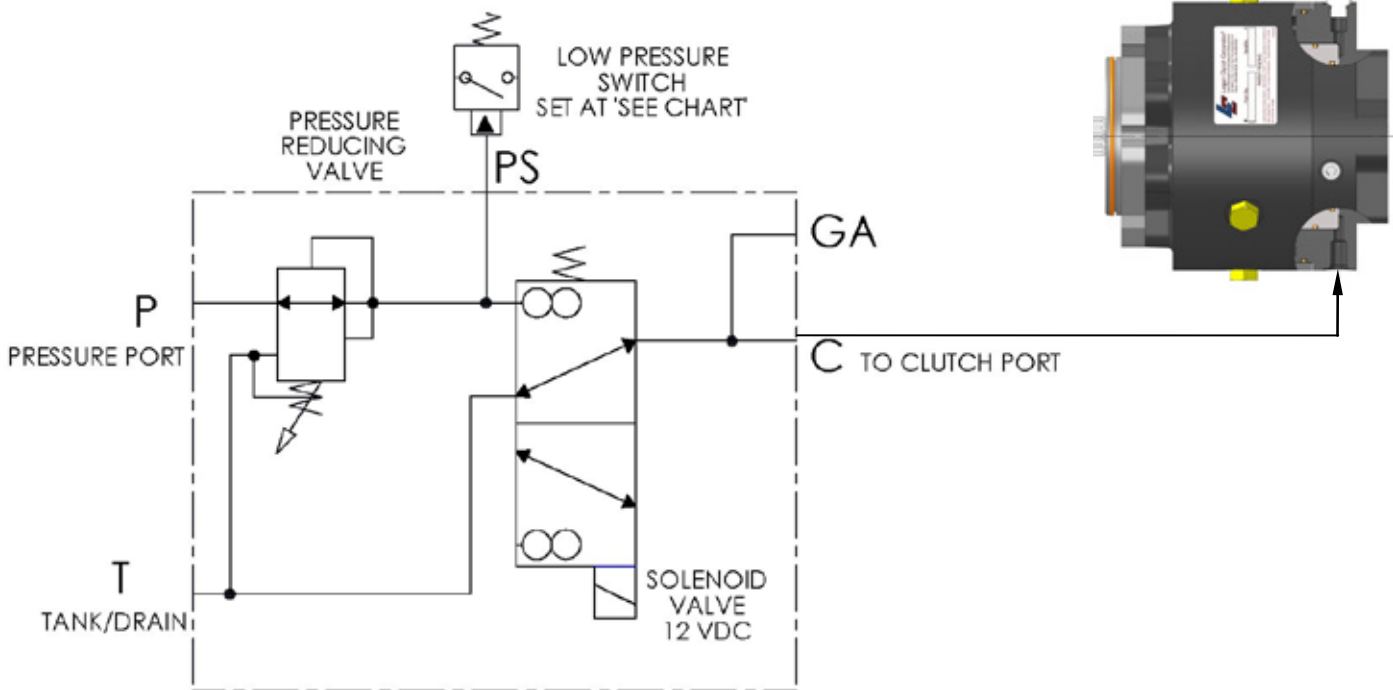 LOW PRESSURE
SWITCH
SET AT 'SEE CHART'
PRESSURE
REDUCING
VALVE
PS
GA
P
PRESSURE PORT
C TO CLUTCH PORT
T
TANK/DRAIN
SOLENOID
VALVE
12 VDC